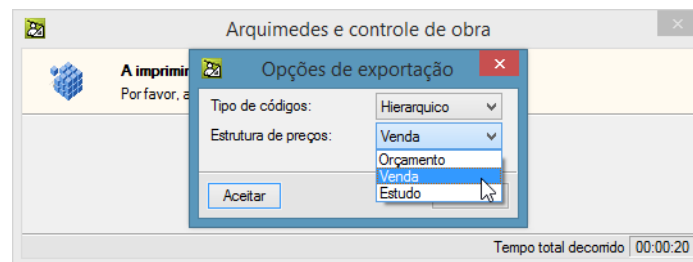 Arquimedes e controle de obra
A imprimir
Por favor, a
Opções de exportação
Tipo de códigos: Hierarquico
Estrutura de preços: Venda
Orçamento
Venda
Estudo
Aceitar
Tempo total decorrido 00:00:20